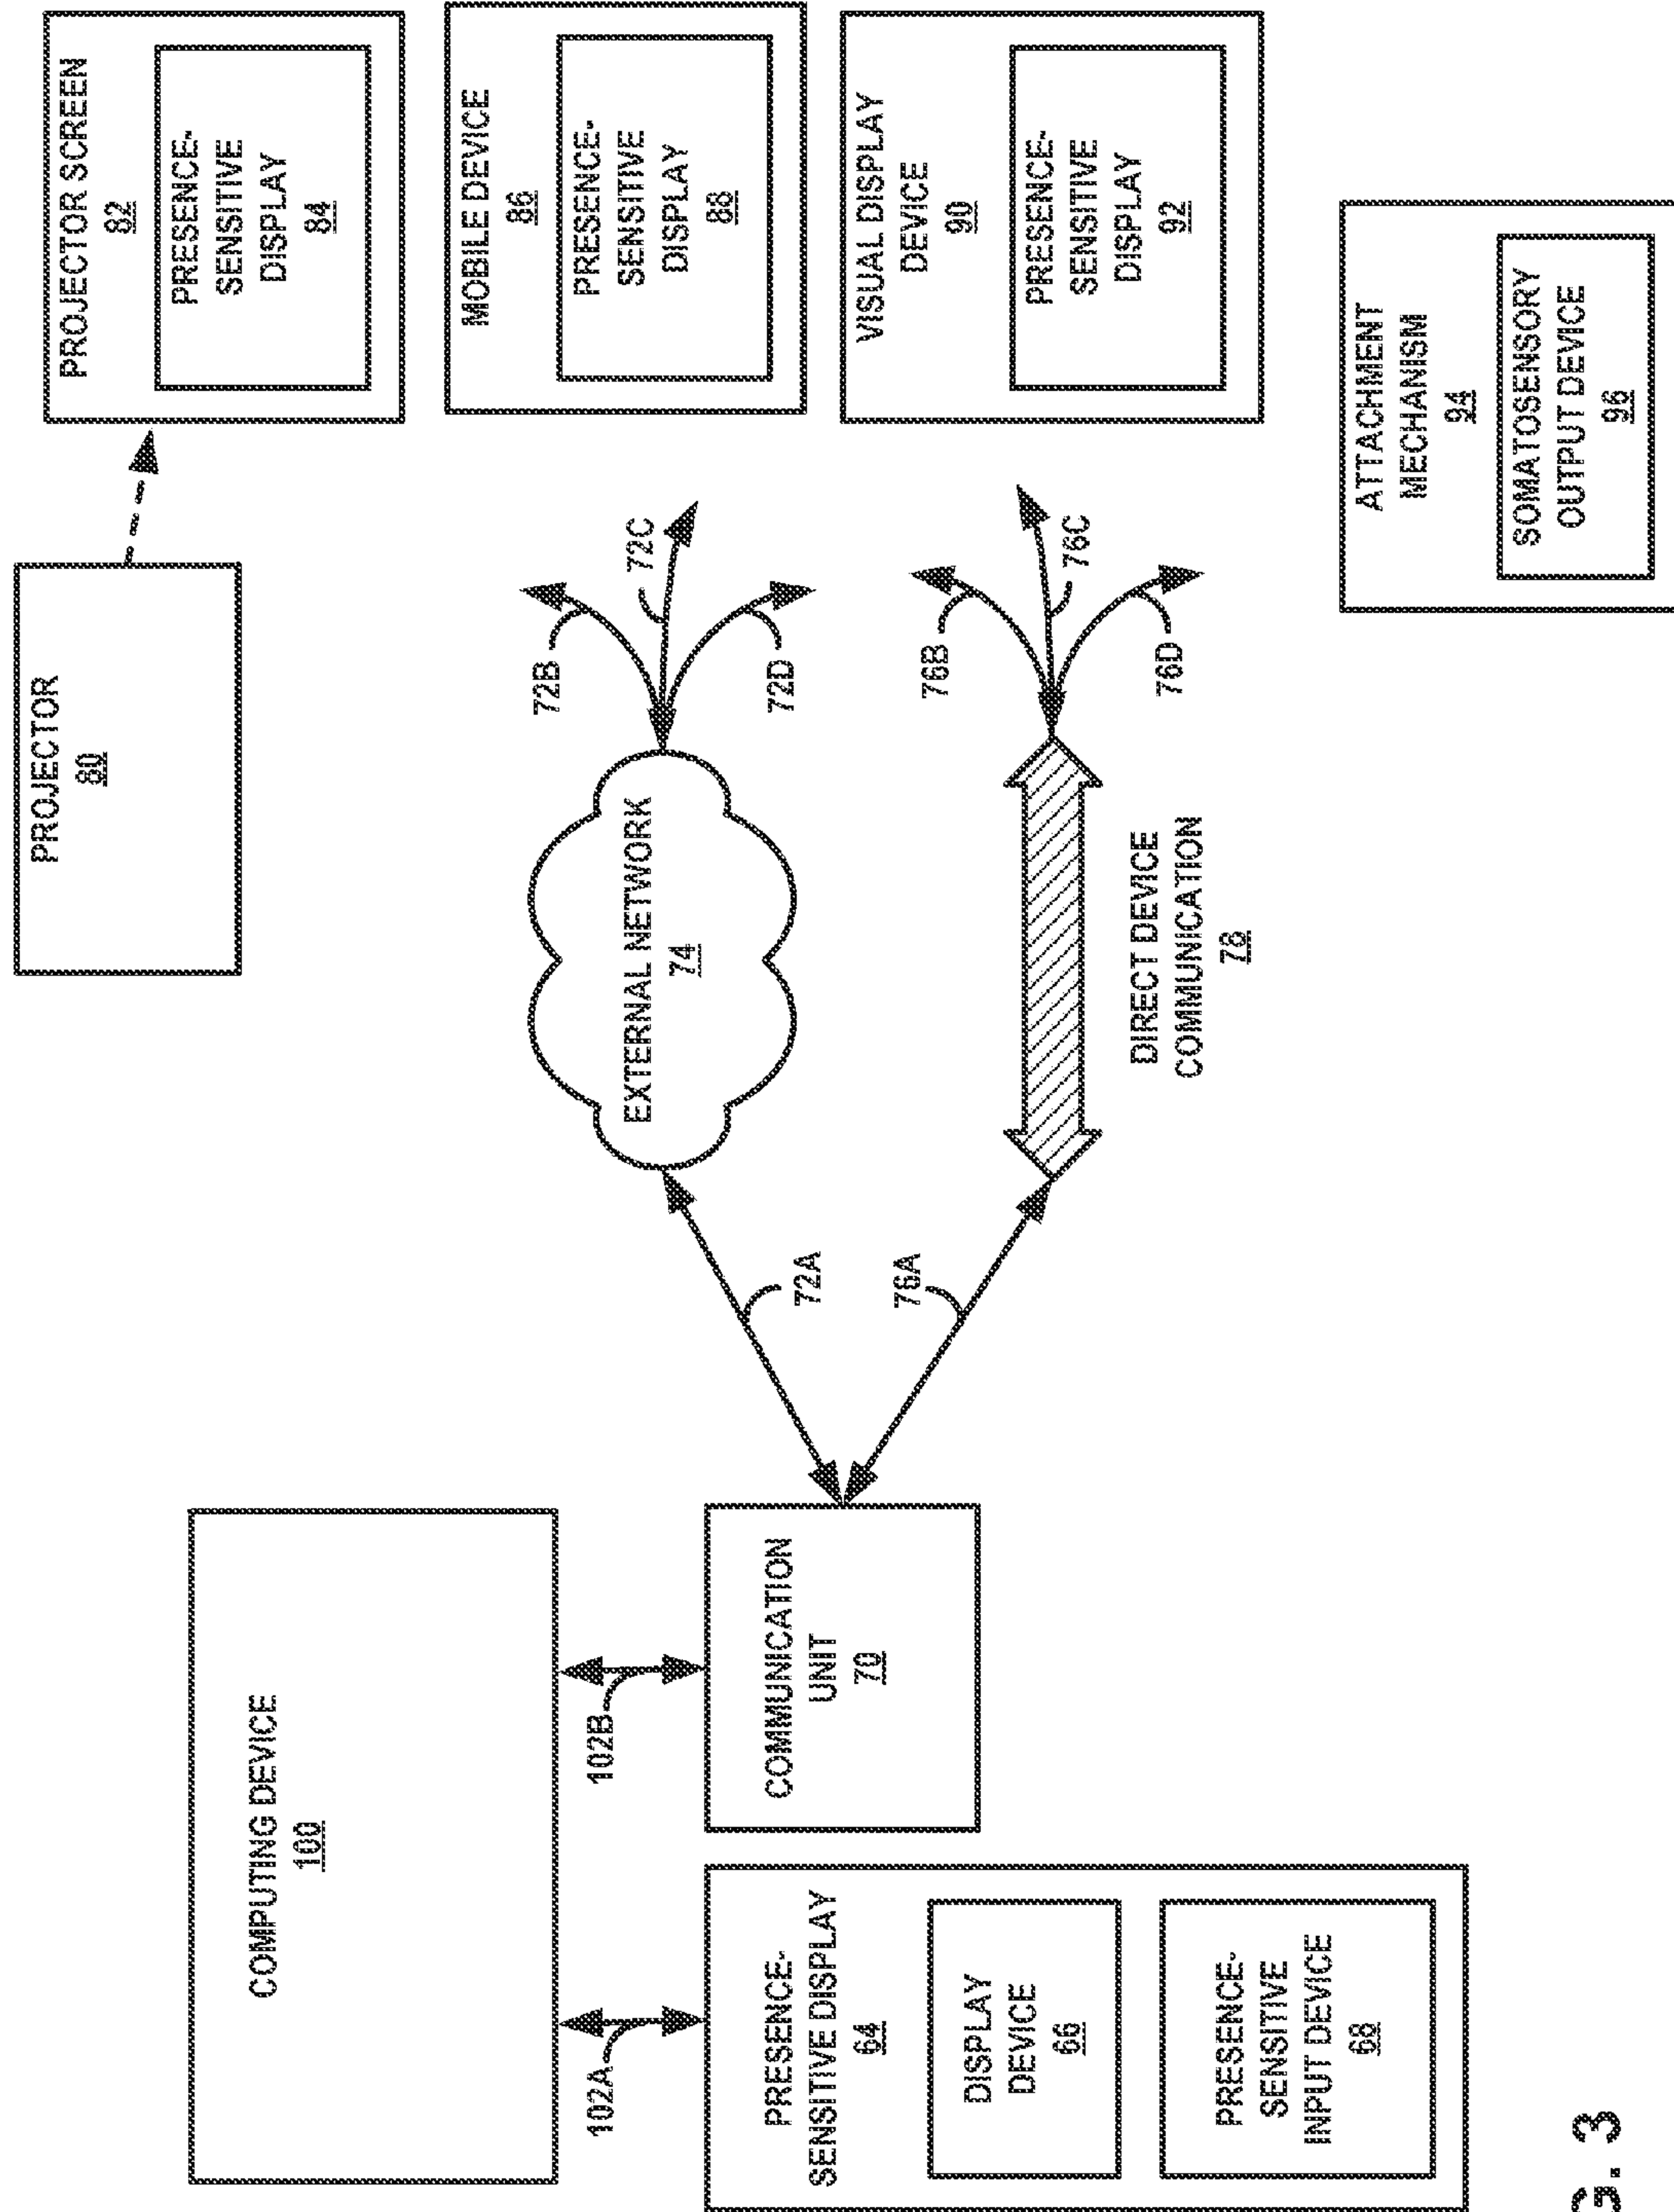 COMPUTING DEVICE
100
102A
102B
PRESENCE-
SENSITIVE DISPLAY
64
DISPLAY
DEVICE
66
PRESENCE-
SENSITIVE
INPUT DEVICE
68
COMMUNICATION
UNIT
70
72A
76A
EXTERNAL NETWORK
74
72B
72C
72D
DIRECT DEVICE
COMMUNICATION
78
76B
76C
76D
PROJECTOR
80
PROJECTOR SCREEN
82
PRESENCE-
SENSITIVE
DISPLAY
84
MOBILE DEVICE
86
PRESENCE-
SENSITIVE
DISPLAY
88
VISUAL DISPLAY
DEVICE
90
PRESENCE-
SENSITIVE
DISPLAY
92
ATTACHMENT
MECHANISM
94
SOMATOSENSORY
OUTPUT DEVICE
96
G. 3